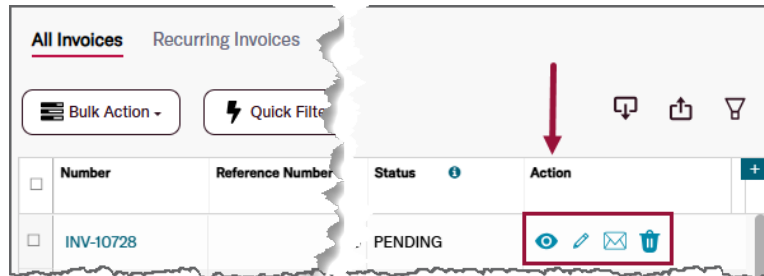 All Invoices Recurring Invoices
Bulk Action Quick Filte
Number Reference Number Status Action +
INV-10728 PENDING